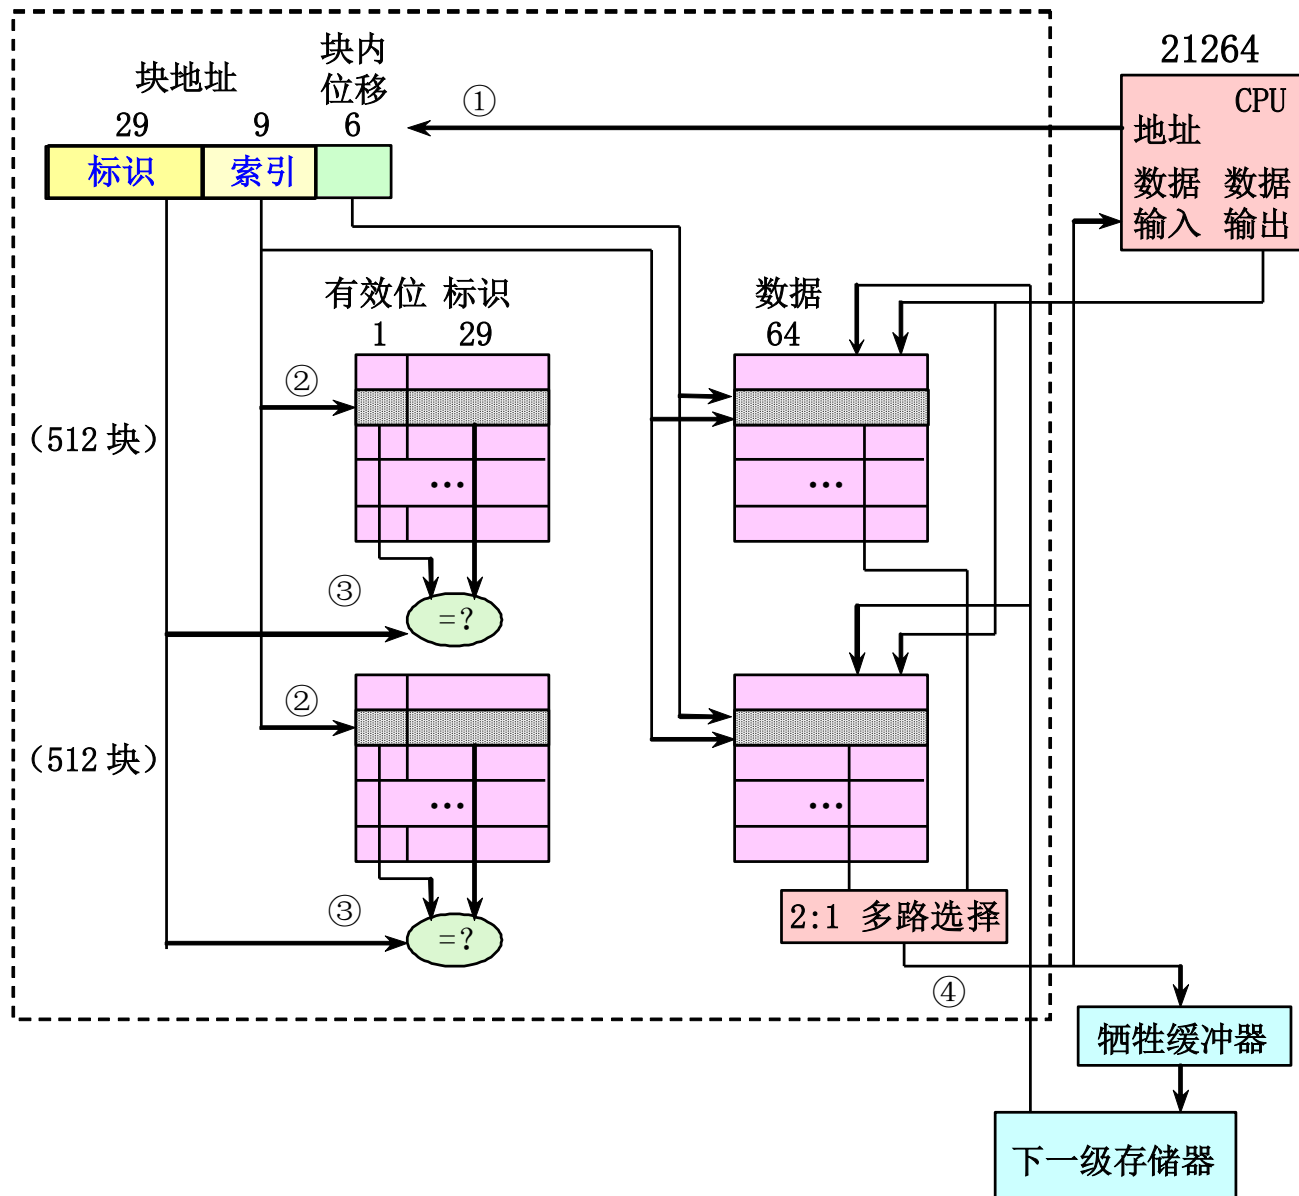 块内
位移
块地址
29 9 6
标识 索引
①
21264
CPU
地址
数据 数据
输入 输出
有效位 标识
1 29
数据
64
②
（512 块）
…
…
③
=?
②
（512 块）
…
…
③
=?
2:1 多路选择
④
牺牲缓冲器
下一级存储器